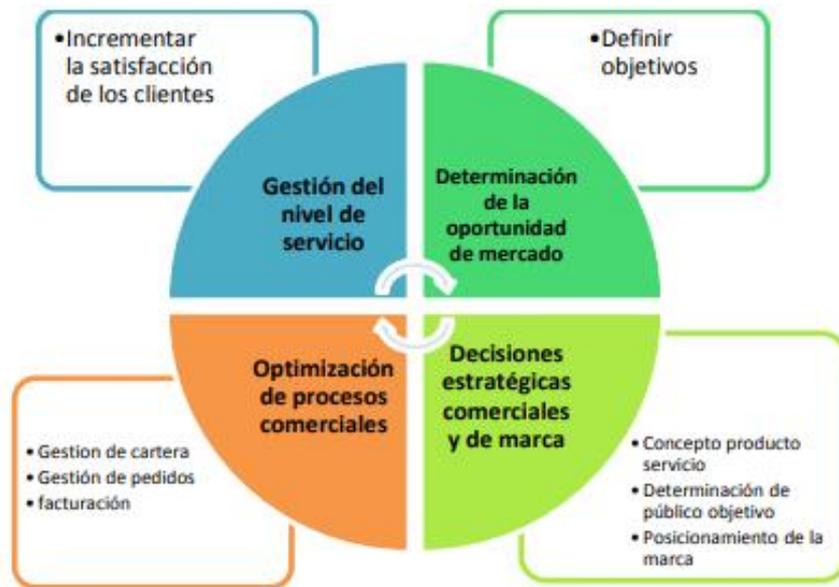 •Incrementar
la satisfacción
de los clientes
•Definir
objetivos
Gestión del
nivel de
servicio
Determinación
de la
oportunidad
de mercado
Optimización
de procesos
comerciales
Decisiones
estratégicas
comerciales
y de marca
•Gestion de cartera
•Gestión de pedidos
•facturación
•Concepto producto
servicio
•Determinación de
público objetivo
•Posicionamiento de la
marca